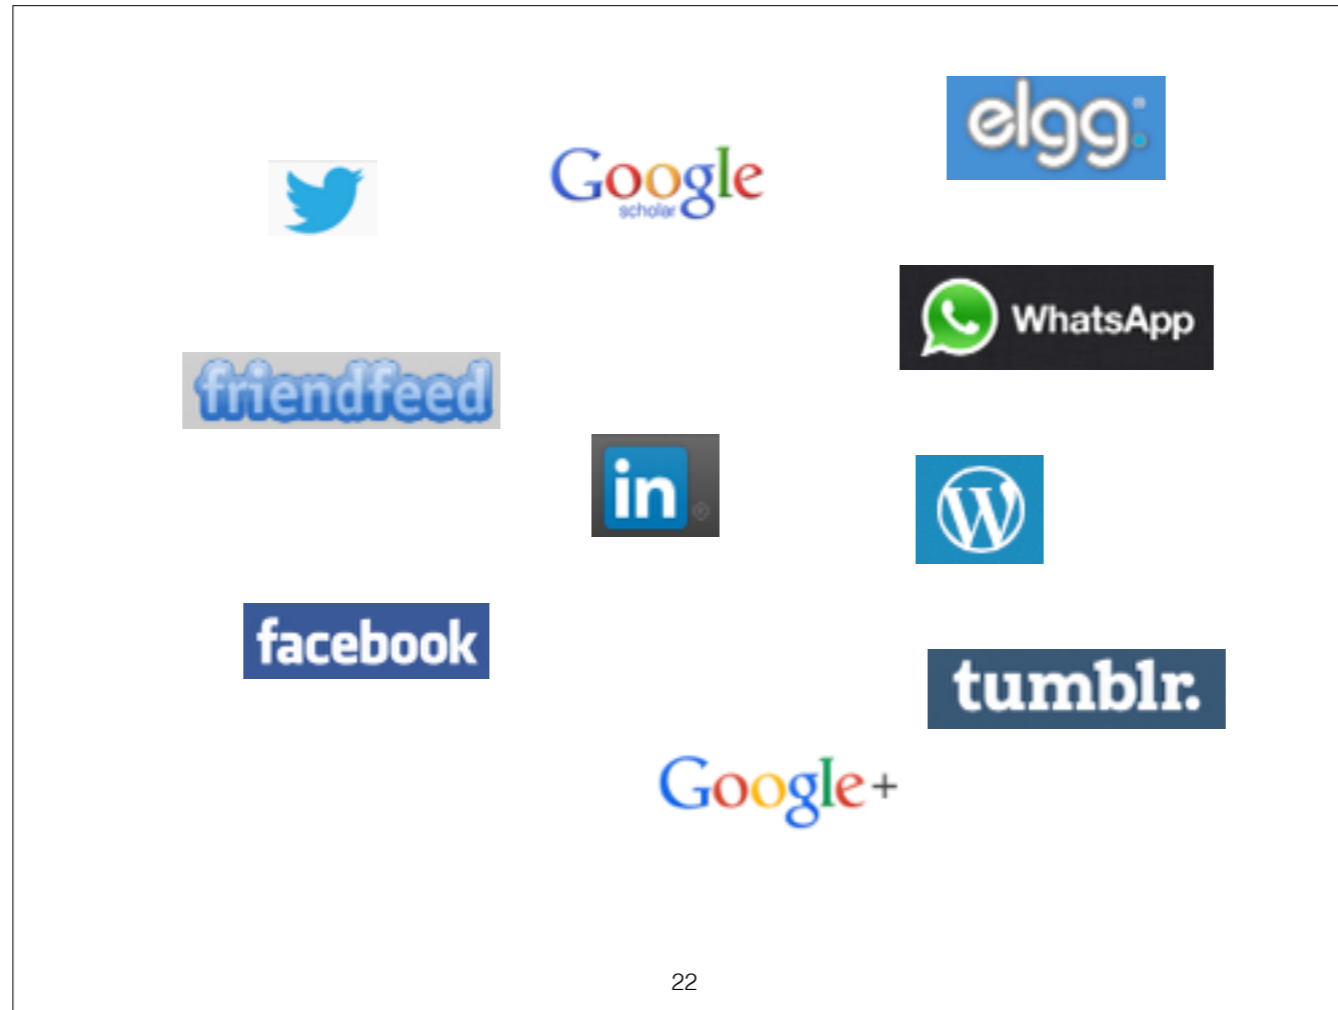 elgg.
Google
scholar
WhatsApp
friendfeed
in
W
facebook
tumblr.
Google+
22